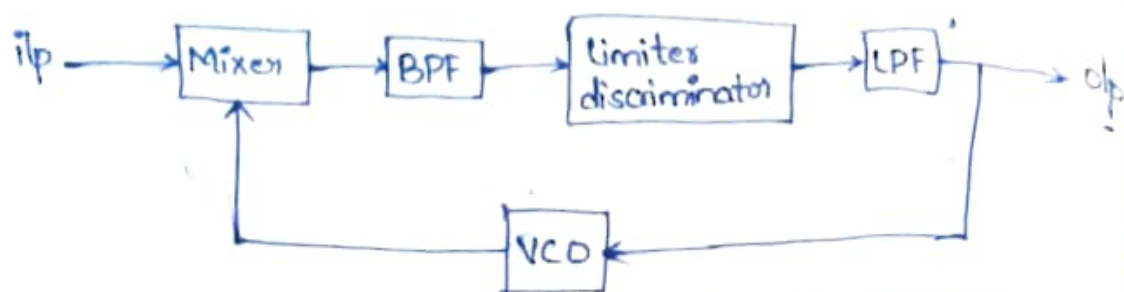 i/p
Mixer
BPF
Limiter
discriminator
LPF
o/p
VCO